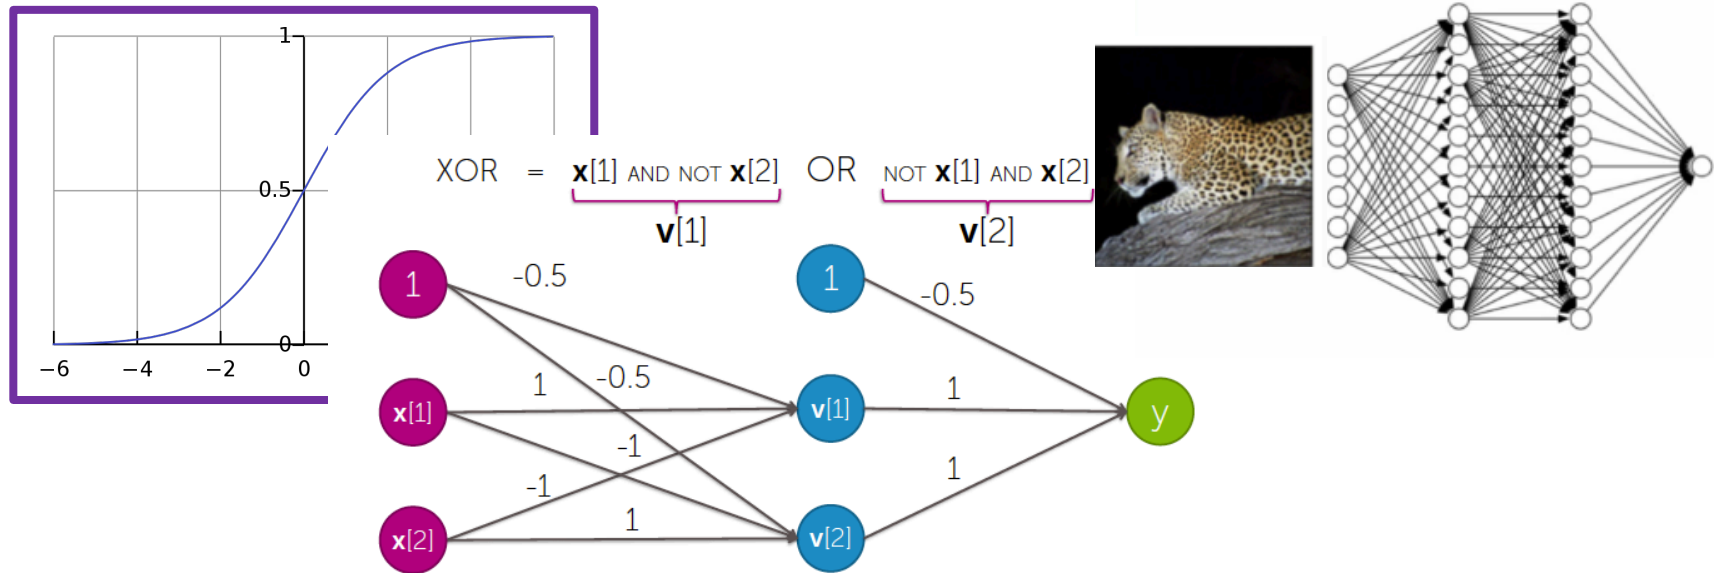 1
0.5
0
−6 −4 −2 0
XOR = x[1] AND NOT x[2] OR NOT x[1] AND x[2]
v[1] v[2]
1 -0.5 1 -0.5
x[1] 1 -0.5 v[1] 1 y
-1
-1 1
x[2] 1 v[2]